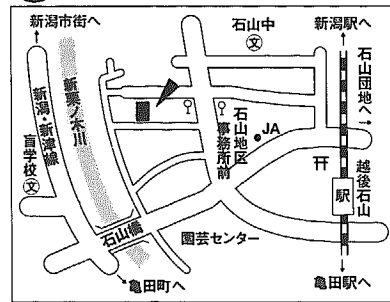 新潟市街へ
石山中
文
新潟駅へ
石山団地へ
新栗ノ木川
新潟・新津線
盲学校
文
石山地区
事務所前
JA
越後石山
駅
石山橋
園芸センター
亀田町へ
亀田駅へ